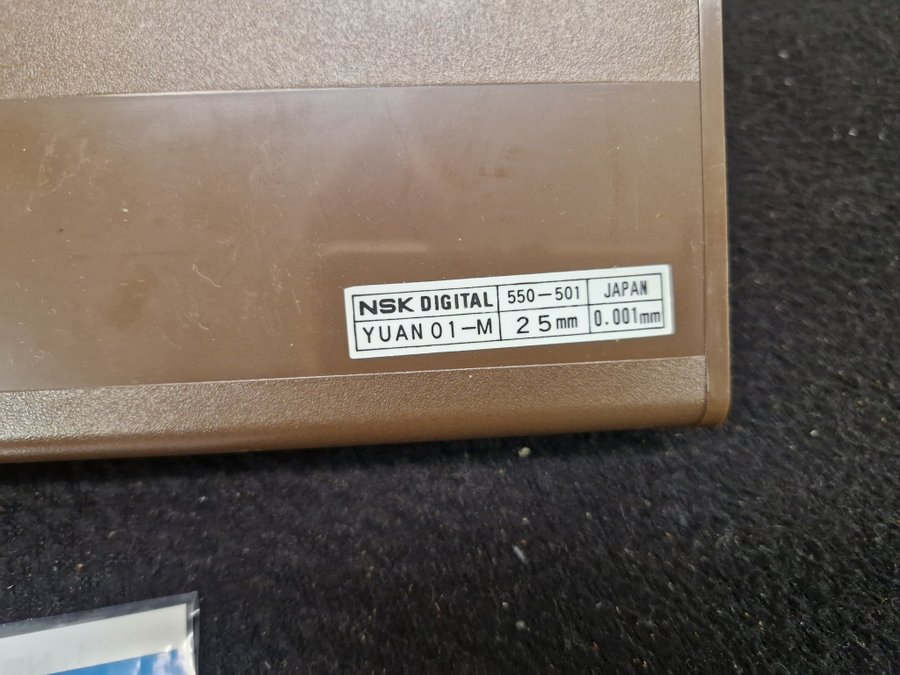 NSK DIGITAL 550-501 JAPAN
YUAN 01-M 25mm 0.001mm